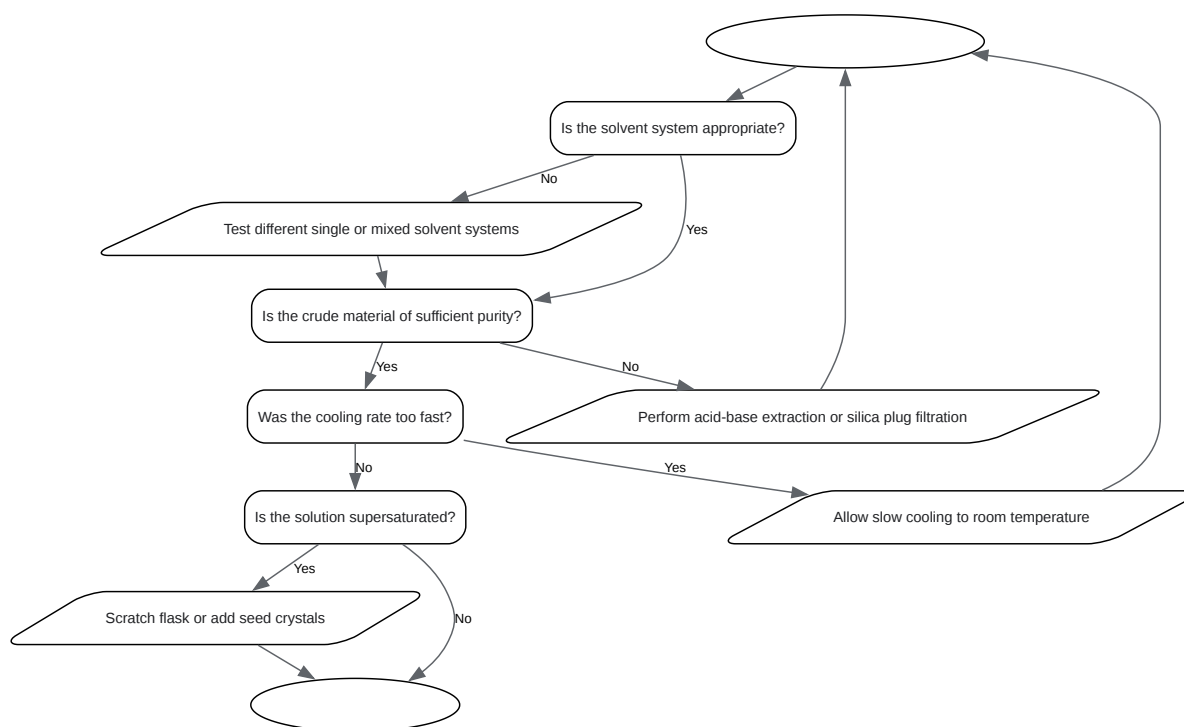 Is the solvent system appropriate?
No
Test different single or mixed solvent systems
Yes
Is the crude material of sufficient purity?
Yes
No
Was the cooling rate too fast?
Perform acid-base extraction or silica plug filtration
No
Yes
Is the solution supersaturated?
Allow slow cooling to room temperature
Yes
Scratch flask or add seed crystals
No